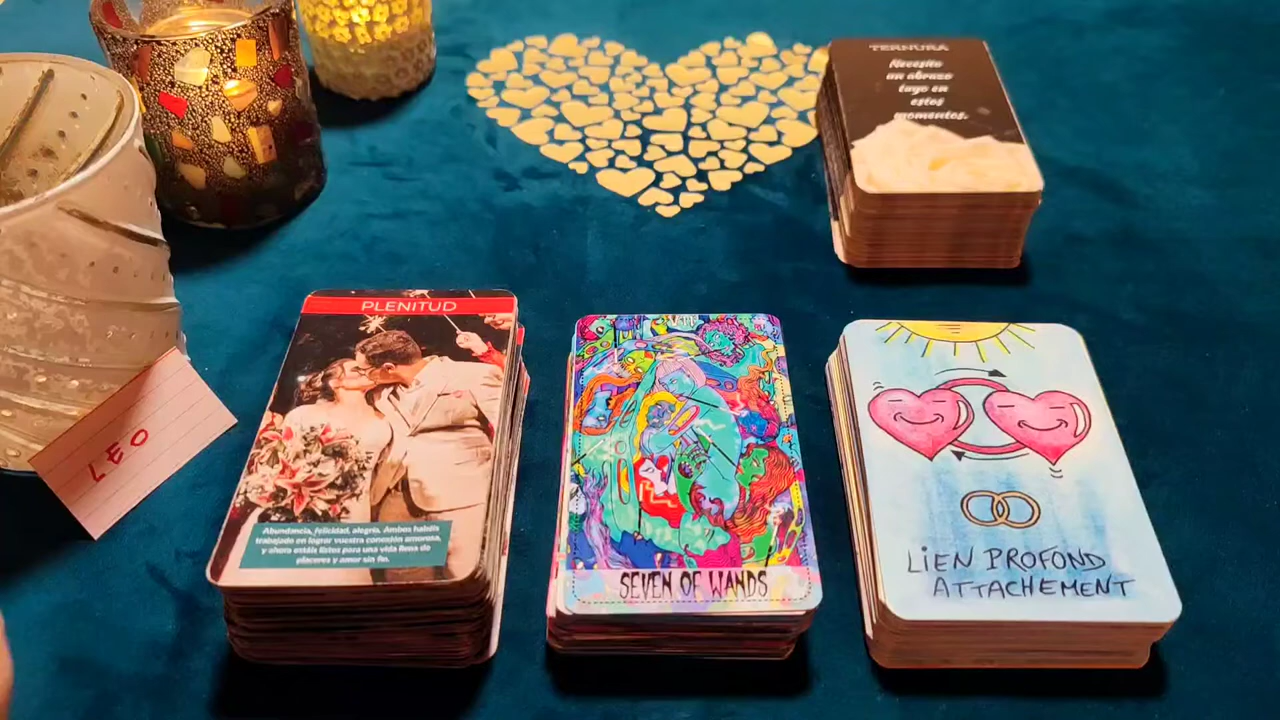 TERNURA
Necesito
un abrazo
tuyo en
estos
momentos.
PLENITUD
Abundancia, felicidad, alegría. Ambos habéis
trabajado en lograr vuestra conexión amorosa,
y ahora estáis listos para una vida llena de
placeres y amor sin fin.
VII
SEVEN OF WANDS
LIEN PROFOND
ATTACHEMENT
LEO